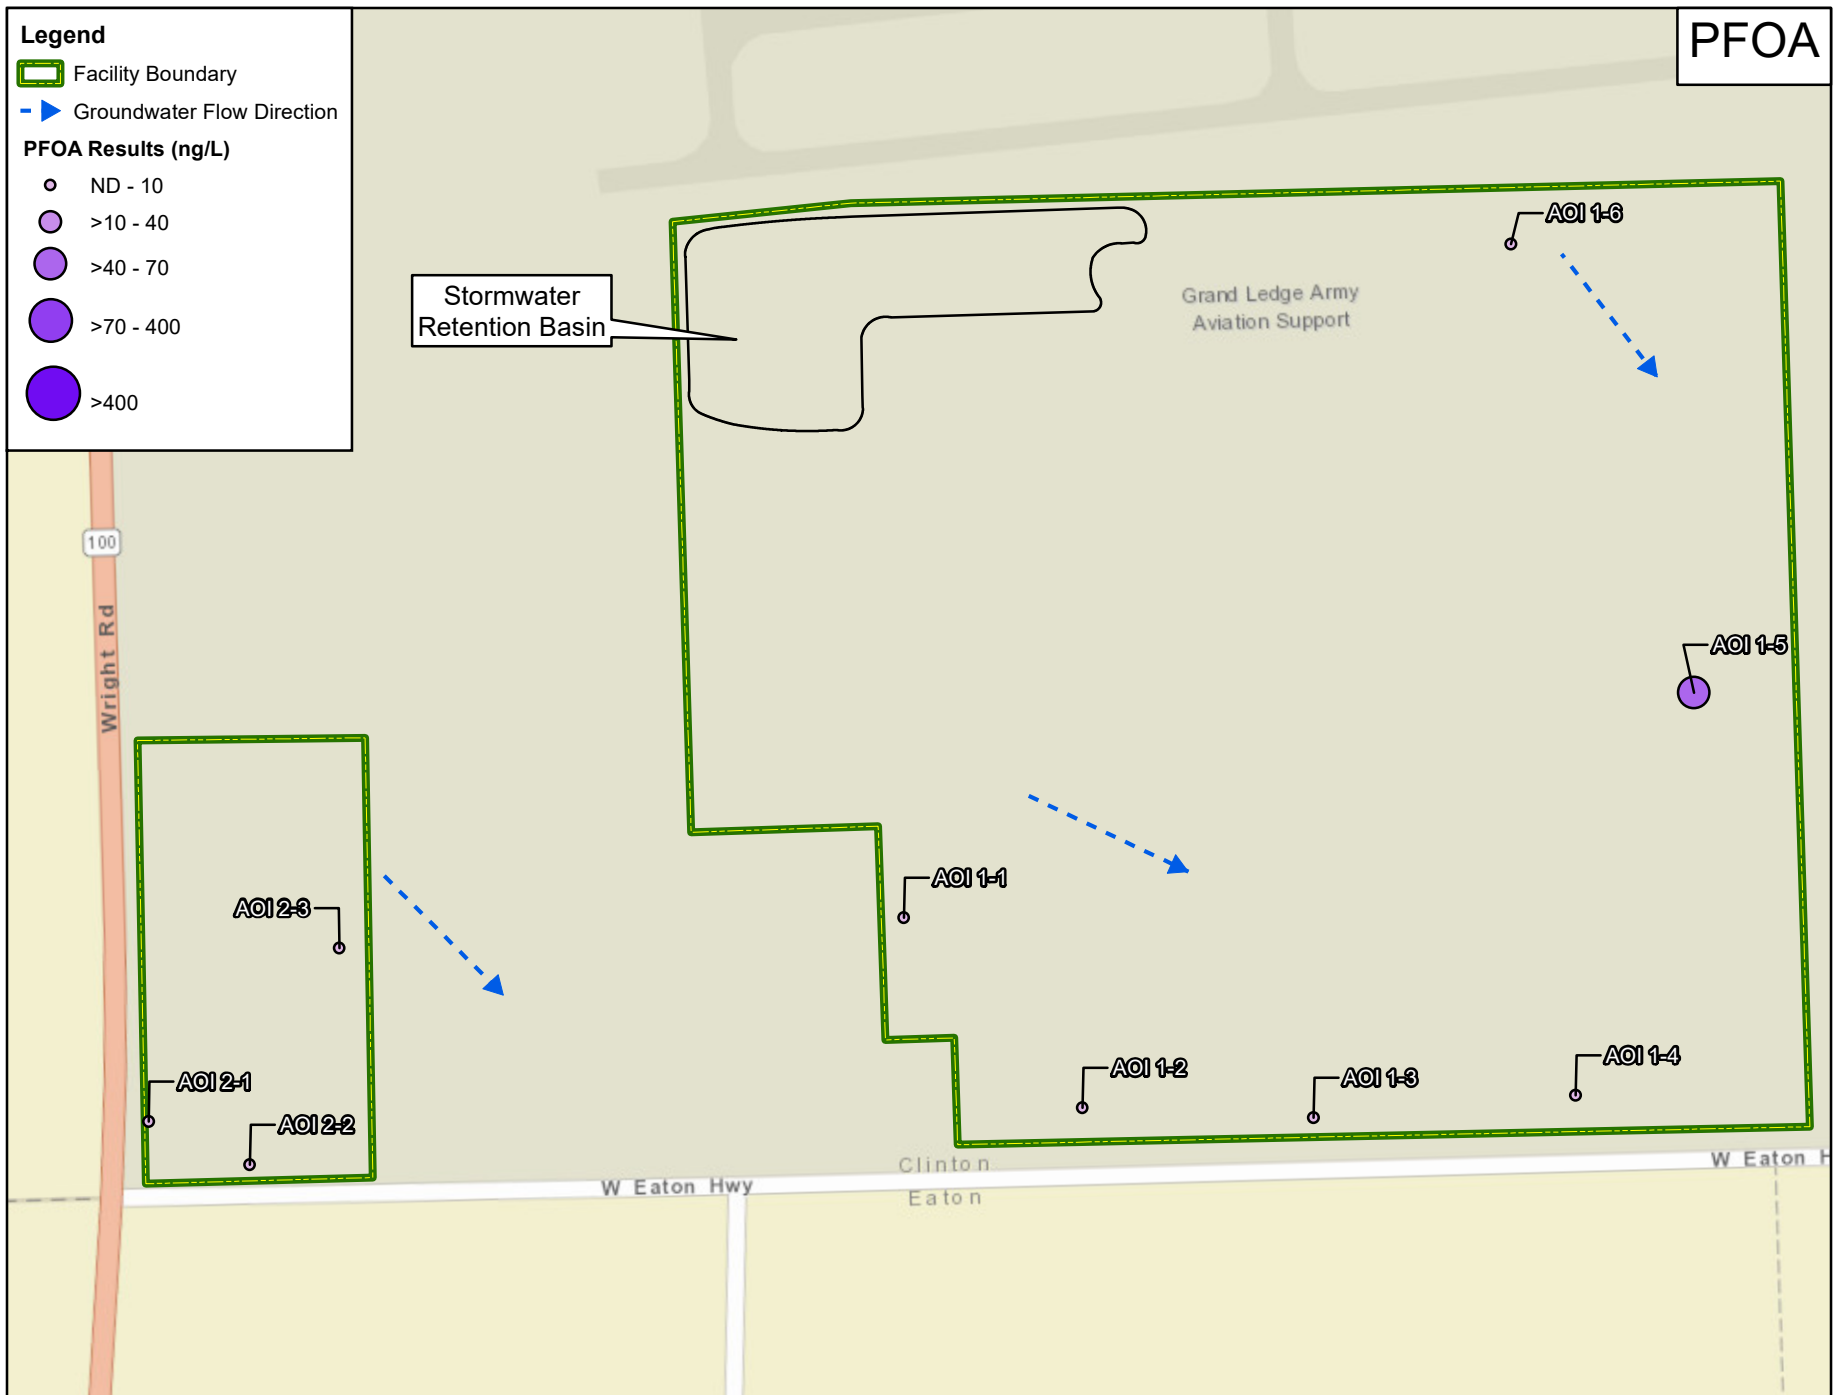 Legend
Facility Boundary
Groundwater Flow Direction
PFOA Results (ng/L)
ND - 10
>10 - 40
>40 - 70
>70 - 400
>400
PFOA
AOI 1-6
Stormwater
Retention Basin
Grand Ledge Army
Aviation Support
100
Wright Rd
AOI 1-5
AOI 1-1
AOI 2-3
AOI 1-2
AOI 1-3
AOI 1-4
AOI 2-1
AOI 2-2
Clinton
W Eaton Hwy
Eaton
W Eaton H